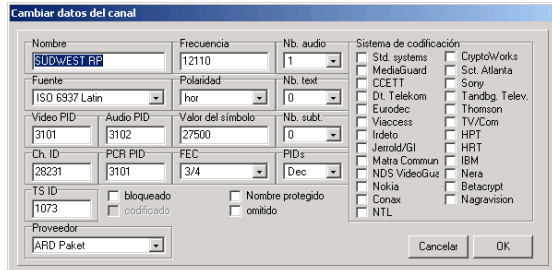 Cambiar datos del canal
Nombre Frecuencia Nb. audio Sistema de codificación
SÜDWEST RP 12110 1
Fuente Polaridad Nb. text
ISO 6937 Latin hor 0
Video PID Audio PID Valor del símbolo Nb. subt.
3101 3102 27500 0
Ch. ID PCR PID FEC PIDs
28231 3101 3/4 Dec
TS ID
1073 bloqueado Nombre protegido
codificado omitido
Proveedor
ARD Paket
Std. systems CryptoWorks
MediaGuard Sct. Atlanta
CCETT Sony
Dt. Telekom Tandbg. Telev.
Eurodec Thomson
Viaccess TV/Com
Irdeto HPT
Jerrold/GI HRT
Matra Commun IBM
NDS VideoGua Nera
Nokia Betacrypt
Conax Nagravision
NTL
Cancelar OK